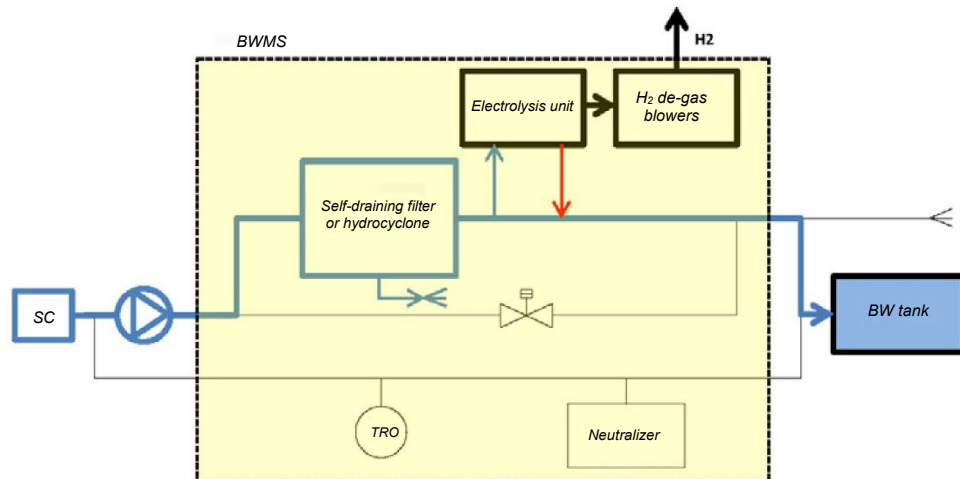 BWMS
H2
Electrolysis unit
H₂ de-gas
blowers
Self-draining filter
or hydrocyclone
SC
BW tank
TRO
Neutralizer